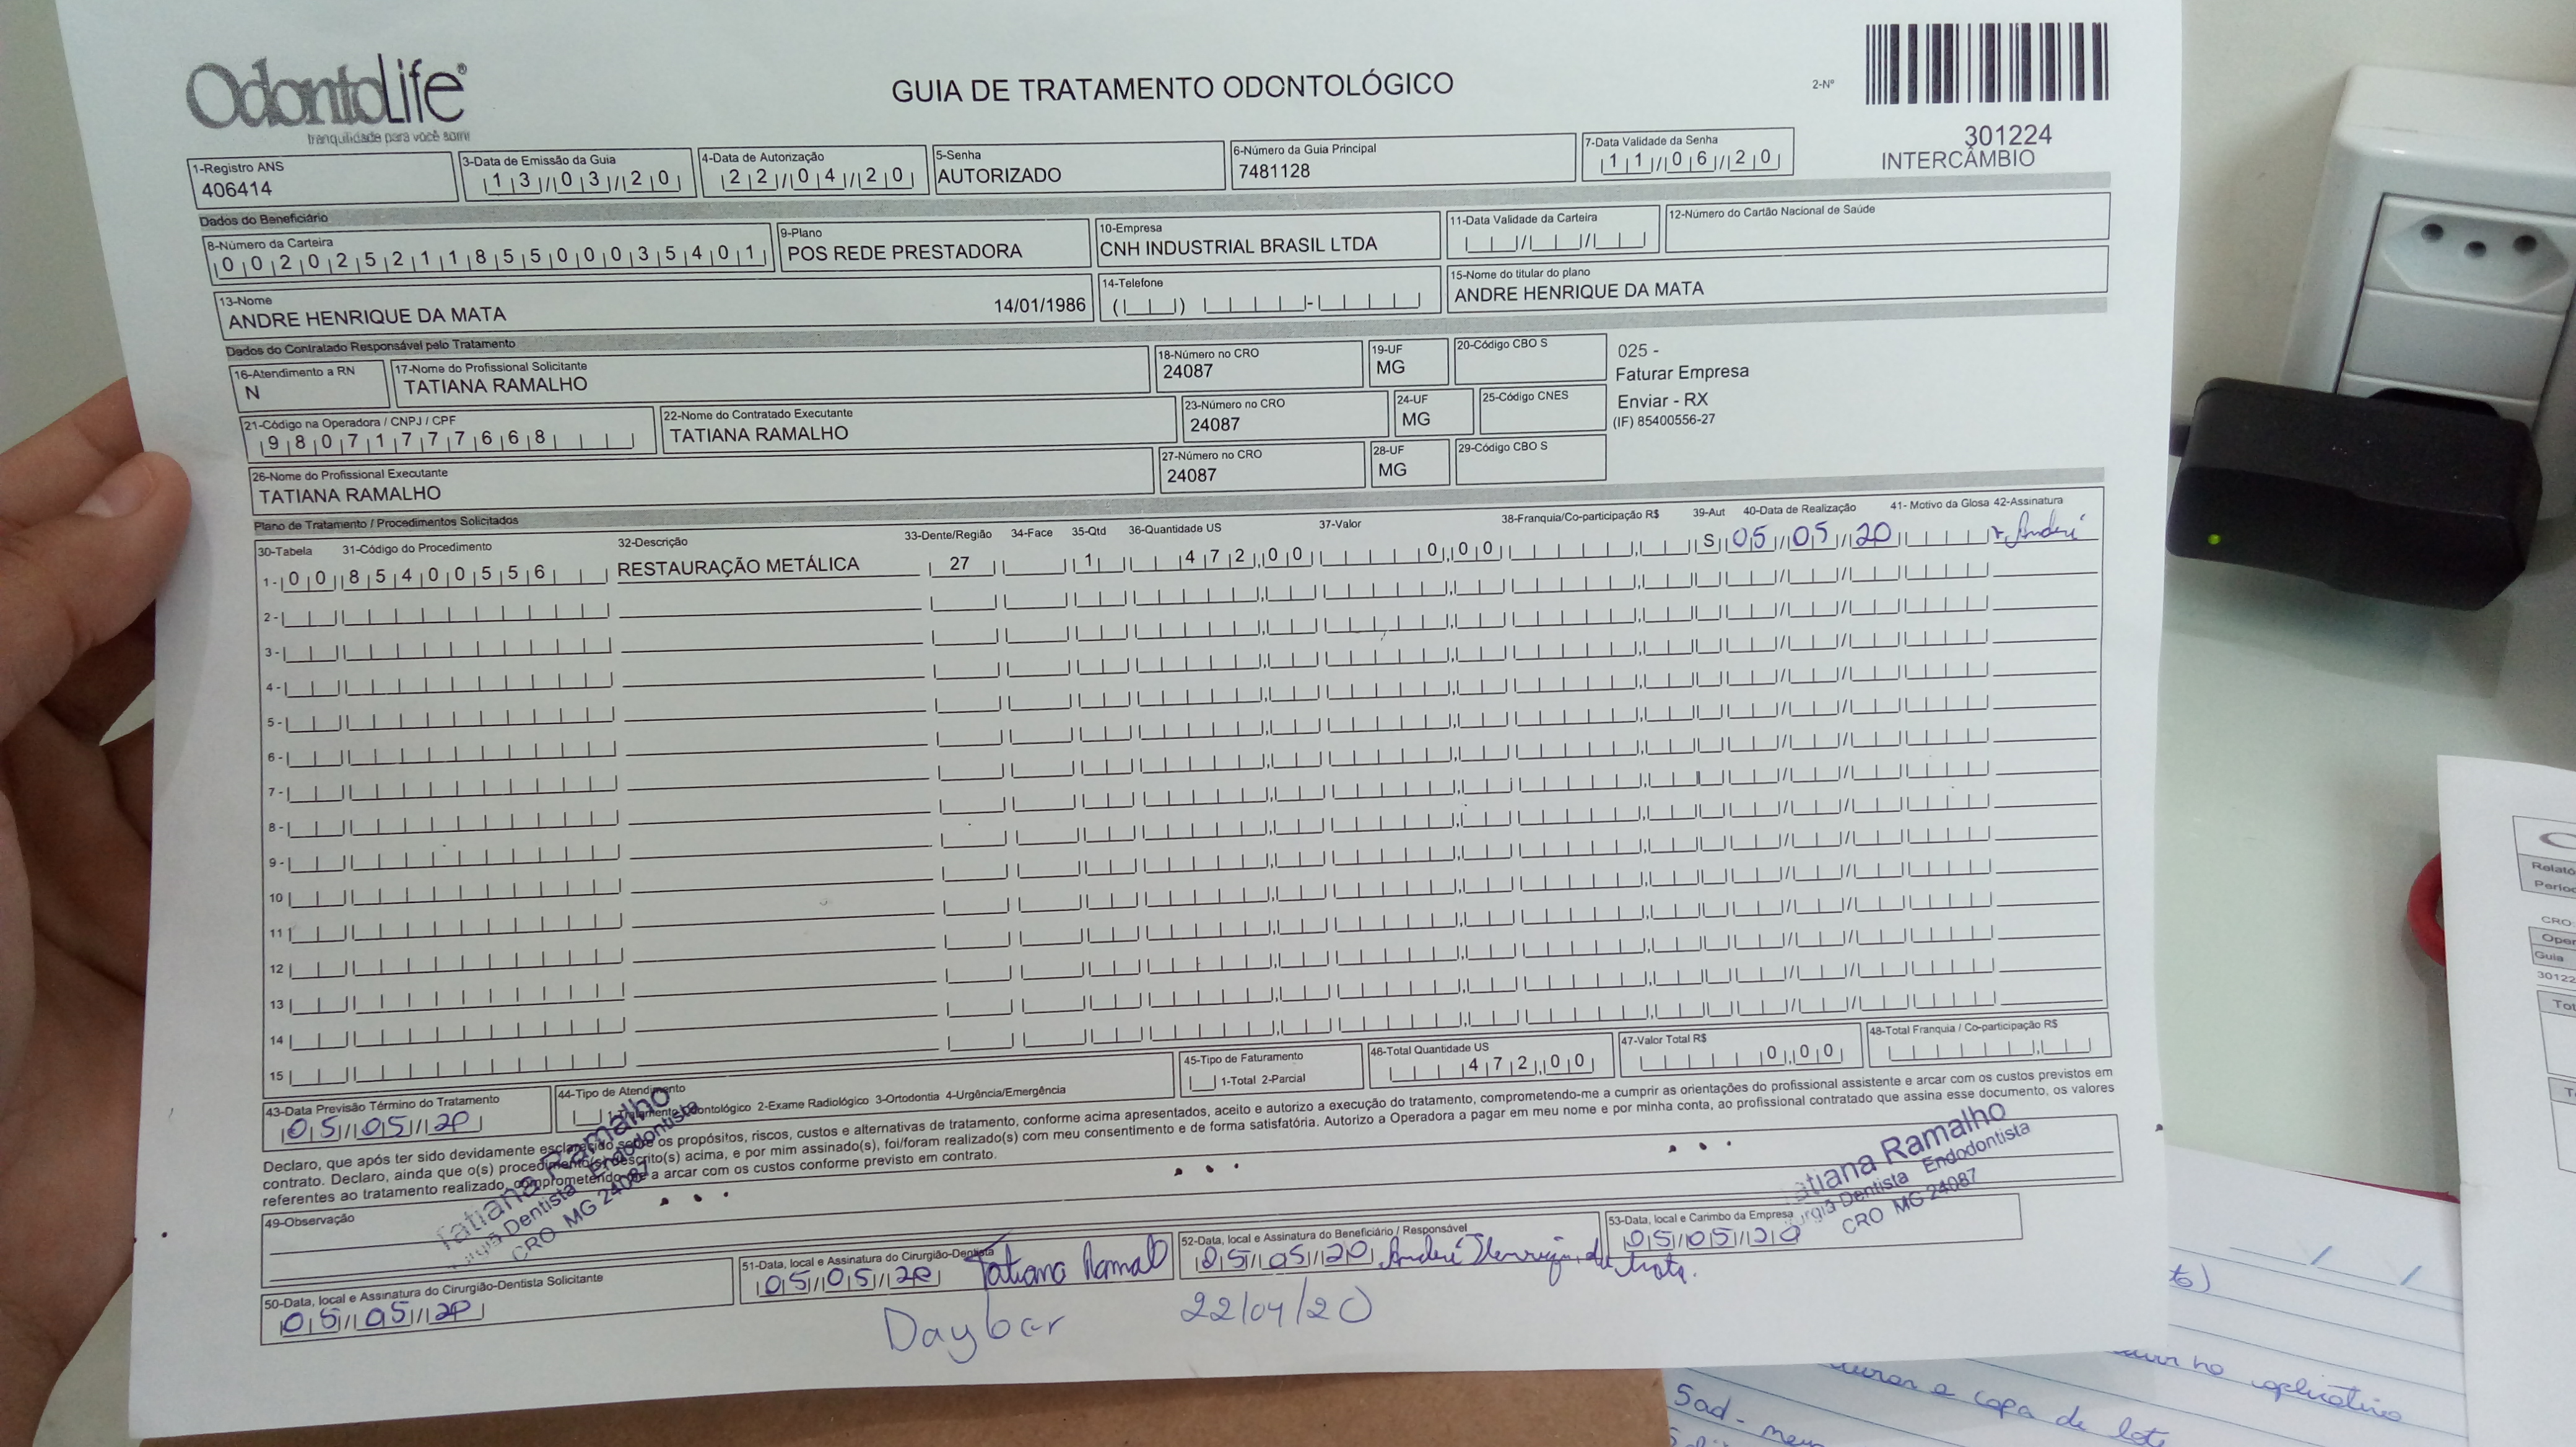 OdontoLife®
tranquilidade para você sorrir
GUIA DE TRATAMENTO ODONTOLÓGICO
2-Nº
301224
INTERCÂMBIO
1-Registro ANS
406414
3-Data de Emissão da Guia
13/03/20
4-Data de Autorização
22/04/20
5-Senha
AUTORIZADO
6-Número da Guia Principal
7481128
7-Data Validade da Senha
11/06/20
Dados do Beneficiário
8-Número da Carteira
00202521185500035401
9-Plano
POS REDE PRESTADORA
10-Empresa
CNH INDUSTRIAL BRASIL LTDA
11-Data Validade da Carteira
12-Número do Cartão Nacional de Saúde
13-Nome
ANDRE HENRIQUE DA MATA 14/01/1986
14-Telefone
15-Nome do titular do plano
ANDRE HENRIQUE DA MATA
Dados do Contratado Responsável pelo Tratamento
16-Atendimento a RN
N
17-Nome do Profissional Solicitante
TATIANA RAMALHO
18-Número no CRO
24087
19-UF
MG
20-Código CBO S
025 -
Faturar Empresa
Enviar - RX
(IF) 85400556-27
21-Código na Operadora / CNPJ / CPF
98071777668
22-Nome do Contratado Executante
TATIANA RAMALHO
23-Número no CRO
24087
24-UF
MG
25-Código CNES
26-Nome do Profissional Executante
TATIANA RAMALHO
27-Número no CRO
24087
28-UF
MG
29-Código CBO S
Plano de Tratamento / Procedimentos Solicitados
30-Tabela 31-Código do Procedimento 32-Descrição 33-Dente/Região 34-Face 35-Qtd 36-Quantidade US 37-Valor 38-Franquia/Co-participação R$ 39-Aut 40-Data de Realização 41- Motivo da Glosa 42-Assinatura
1- 00 85400556 RESTAURAÇÃO METÁLICA 27 1 472,00 0,00 S 05/05/20 André
2-
3-
4-
5-
6-
7-
8-
9-
10
11
12
13
14
15
43-Data Previsão Término do Tratamento
05/05/20
44-Tipo de Atendimento
1-Tratamento Odontológico 2-Exame Radiológico 3-Ortodontia 4-Urgência/Emergência
45-Tipo de Faturamento
1-Total 2-Parcial
46-Total Quantidade US
472,00
47-Valor Total R$
0,00
48-Total Franquia / Co-participação R$
Declaro, que após ter sido devidamente esclarecido sobre os propósitos, riscos, custos e alternativas de tratamento, conforme acima apresentados, aceito e autorizo a execução do tratamento, comprometendo-me a cumprir as orientações do profissional assistente e arcar com os custos previstos em
contrato. Declaro, ainda que o(s) procedimento(s) descrito(s) acima, e por mim assinado(s), foi/foram realizado(s) com meu consentimento e de forma satisfatória. Autorizo a Operadora a pagar em meu nome e por minha conta, ao profissional contratado que assina esse documento, os valores
referentes ao tratamento realizado, comprometendo-me a arcar com os custos conforme previsto em contrato.
49-Observação
Tatiana Ramalho
Dentista Endodontista
CRO MG 24087
Tatiana Ramalho
Dentista Endodontista
CRO MG 24087
50-Data, local e Assinatura do Cirurgião-Dentista Solicitante
05/05/20
51-Data, local e Assinatura do Cirurgião-Dentista
05/05/20 Tatiana Ramal
52-Data, local e Assinatura do Beneficiário / Responsável
05/05/20 André Henrique da Mata.
53-Data, local e Carimbo da Empresa
05/05/20
22/04/20
CRO:
Guia
no aplicativo
a copa de
Sad -